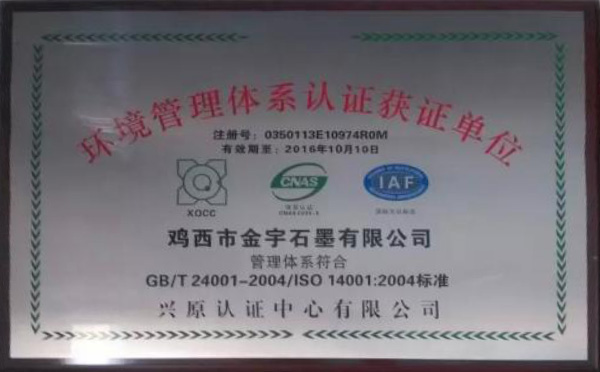 环境管理体系认证获证单位
注册号：0350113E10974R0M
有效期至：2016年10月10日
XQCC
CNAS
IAF
鸡西市金宇石墨有限公司
管理体系符合
GB/T 24001-2004/ISO 14001:2004标准
兴原认证中心有限公司